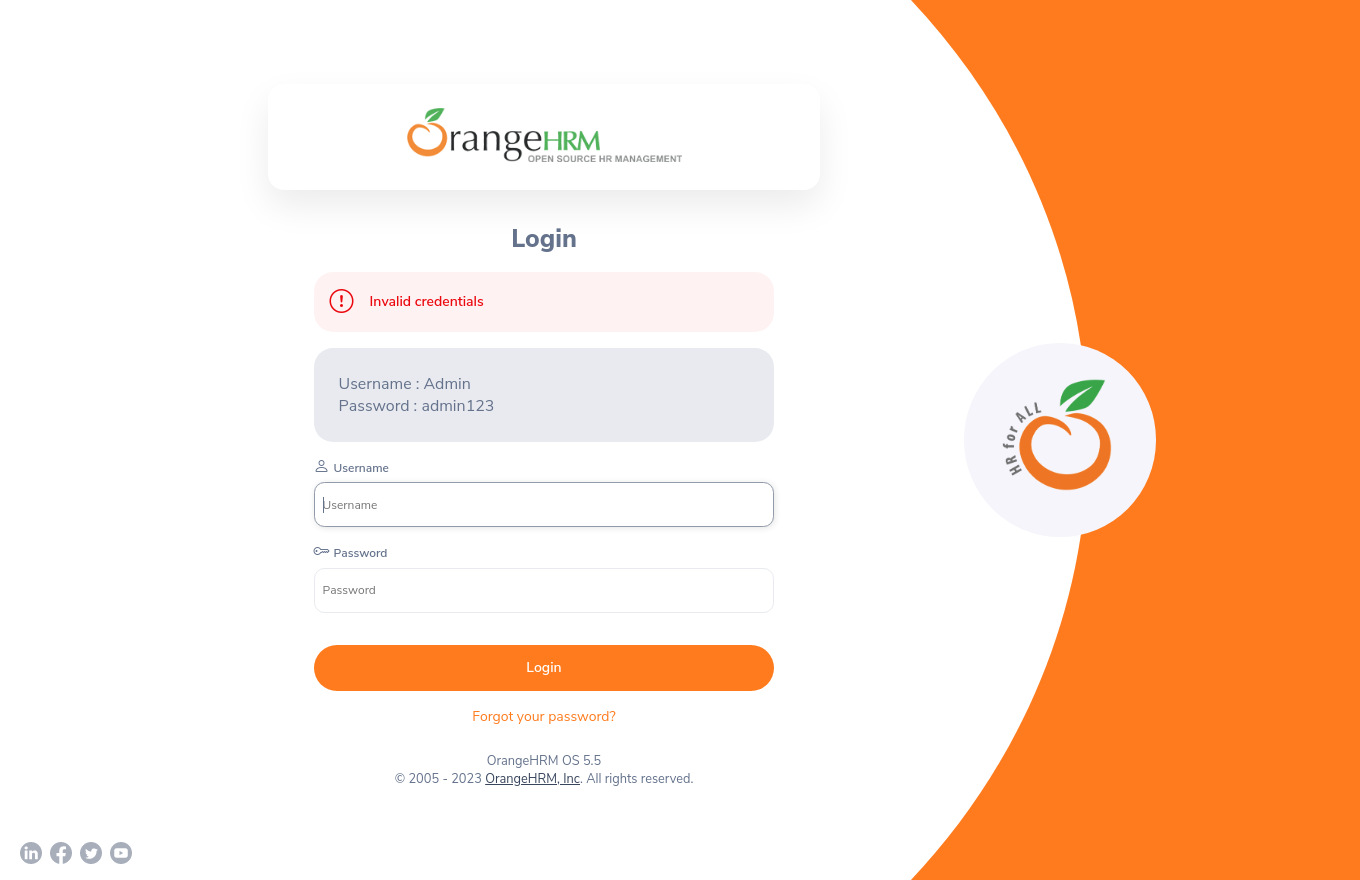 OrangeHRM
OPEN SOURCE HR MANAGEMENT
Login
Invalid credentials
Username : Admin
Password : admin123
Username
Username
Password
Password
Login
Forgot your password?
OrangeHRM OS 5.5
© 2005 - 2023 OrangeHRM, Inc. All rights reserved.
HR for ALL